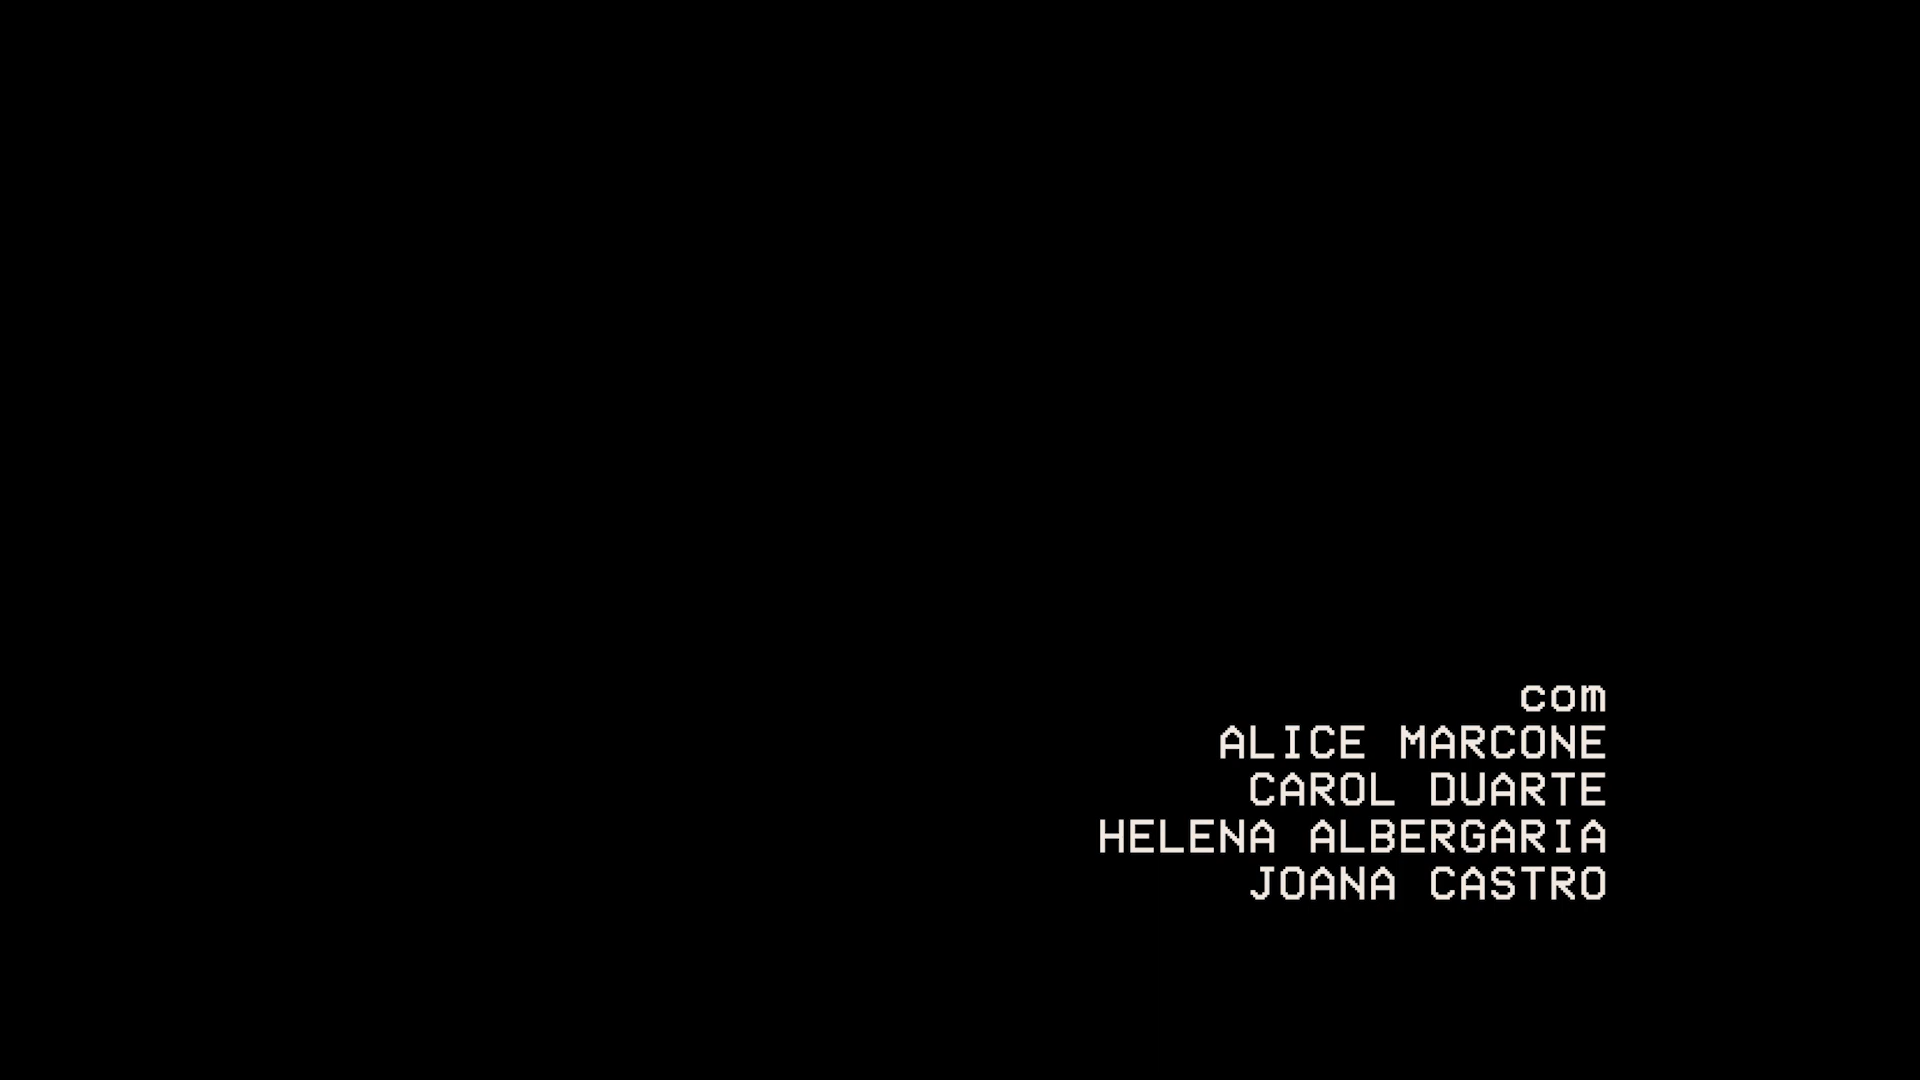 com
ALICE MARCONE
CAROL DUARTE
HELENA ALBERGARIA
JOANA CASTRO